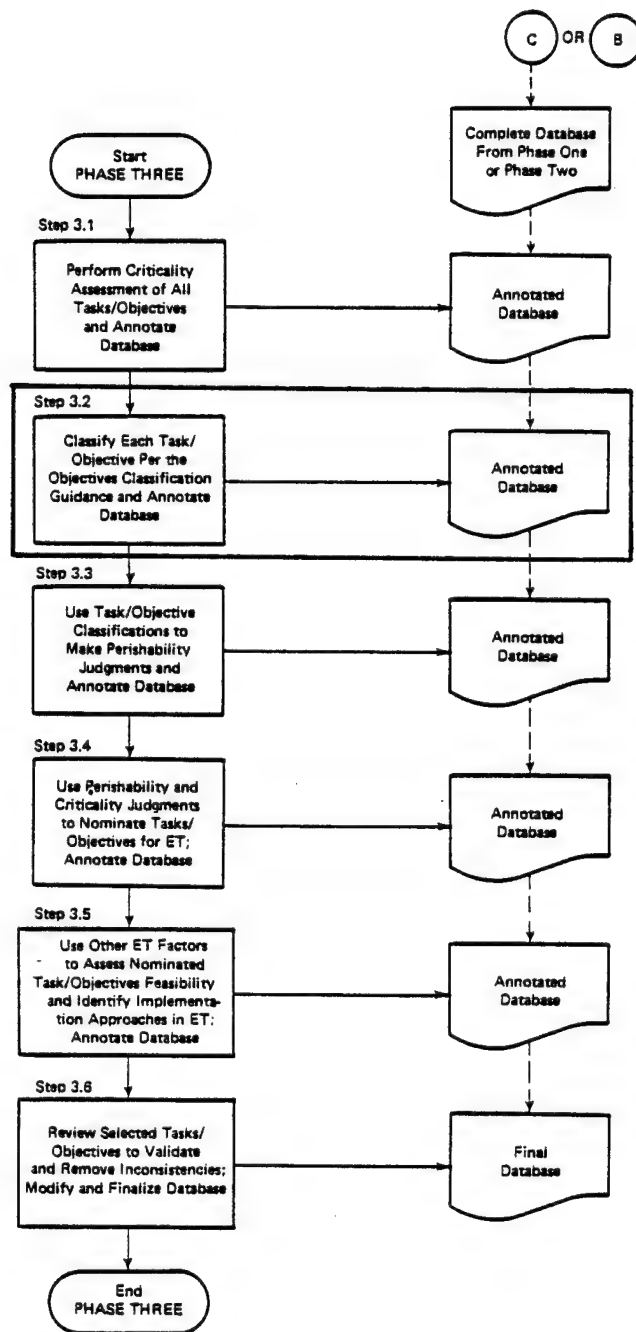 C OR B
Complete Database
From Phase One
or Phase Two
Start
PHASE THREE
Step 3.1
Perform Criticality
Assessment of All
Tasks/Objectives
and Annotate
Database
Annotated
Database
Step 3.2
Classify Each Task/
Objective Per the
Objectives Classification
Guidance and Annotate
Database
Annotated
Database
Step 3.3
Use Task/Objective
Classifications to
Make Perishability
Judgments and
Annotate Database
Annotated
Database
Step 3.4
Use Perishability and
Criticality Judgments
to Nominate Tasks/
Objectives for ET;
Annotate Database
Annotated
Database
Step 3.5
Use Other ET Factors
to Assess Nominated
Task/Objectives Feasibility
and Identify Implementa-
tion Approaches in ET;
Annotate Database
Annotated
Database
Step 3.6
Review Selected Tasks/
Objectives to Validate
and Remove Inconsistencies;
Modify and Finalize Database
Final
Database
End
PHASE THREE